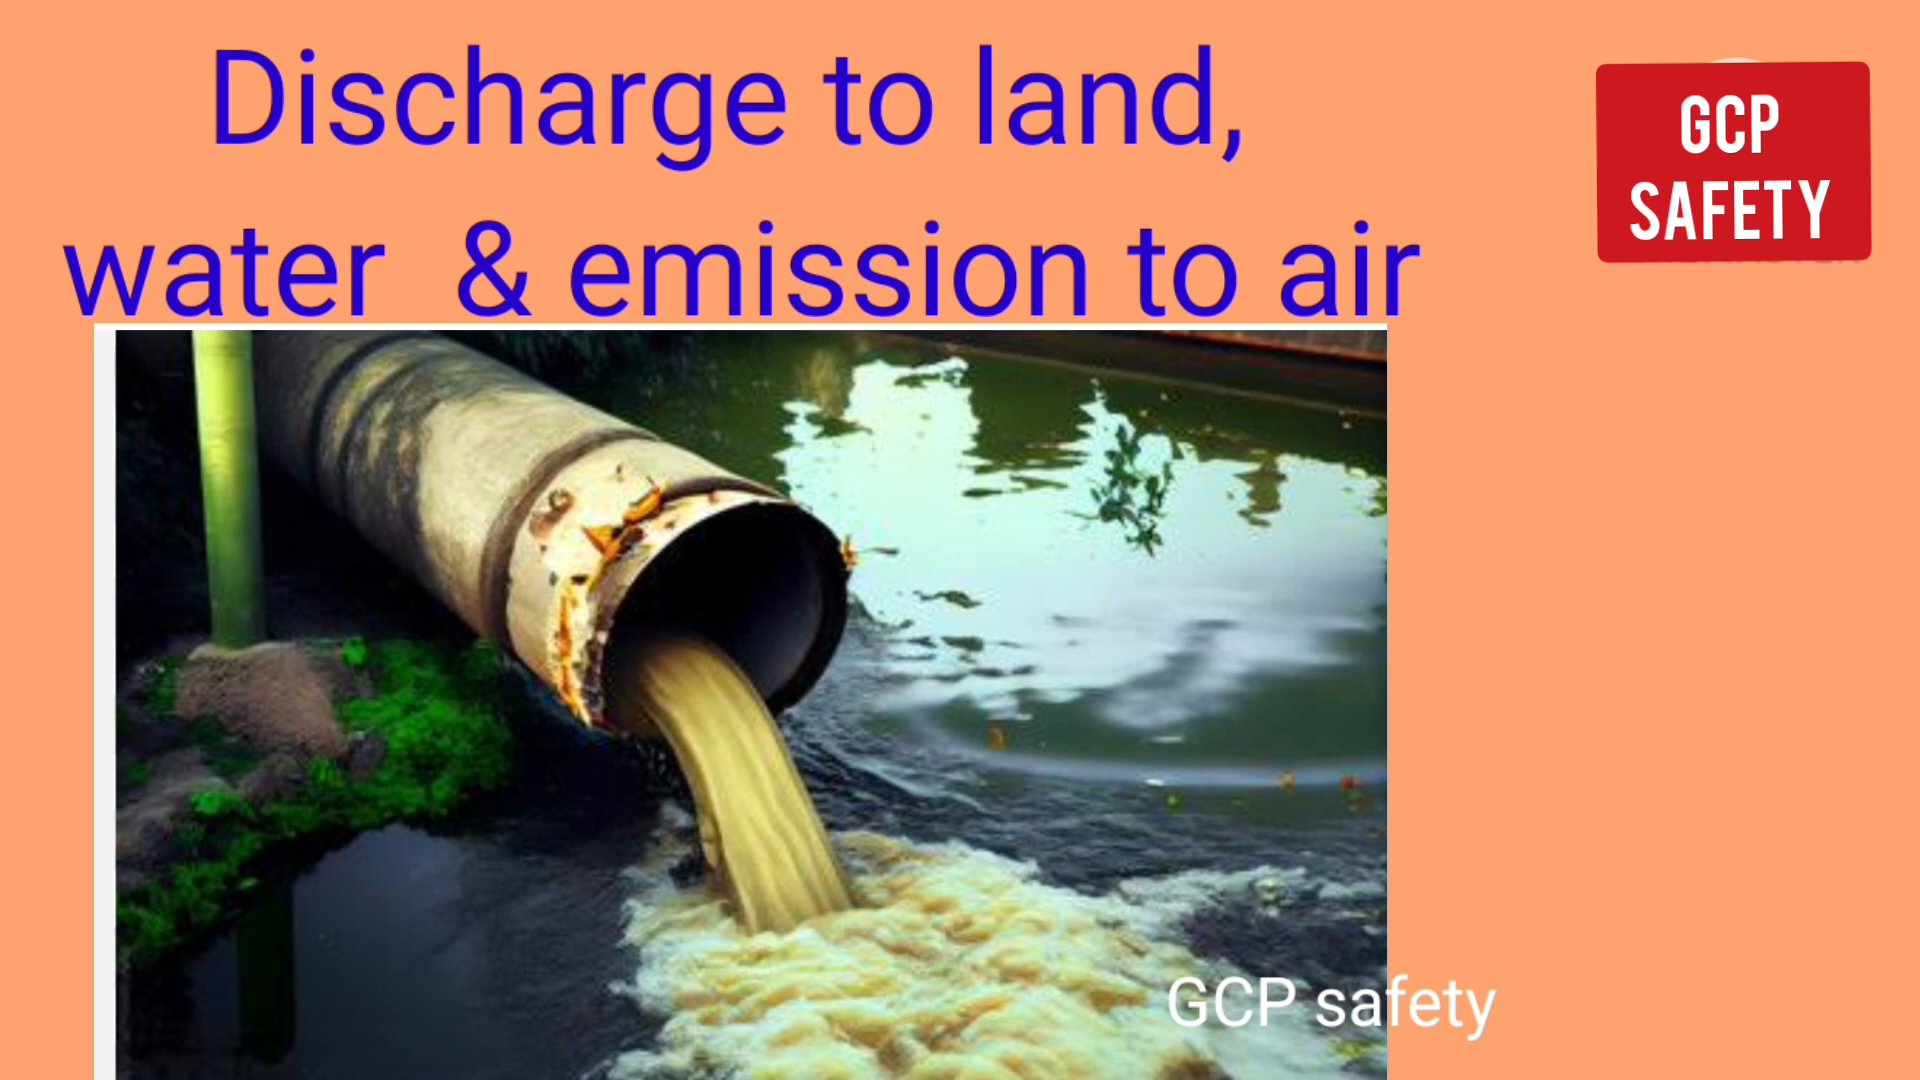 Discharge to land,
water & emission to air
GCP
SAFETY
GCP safety